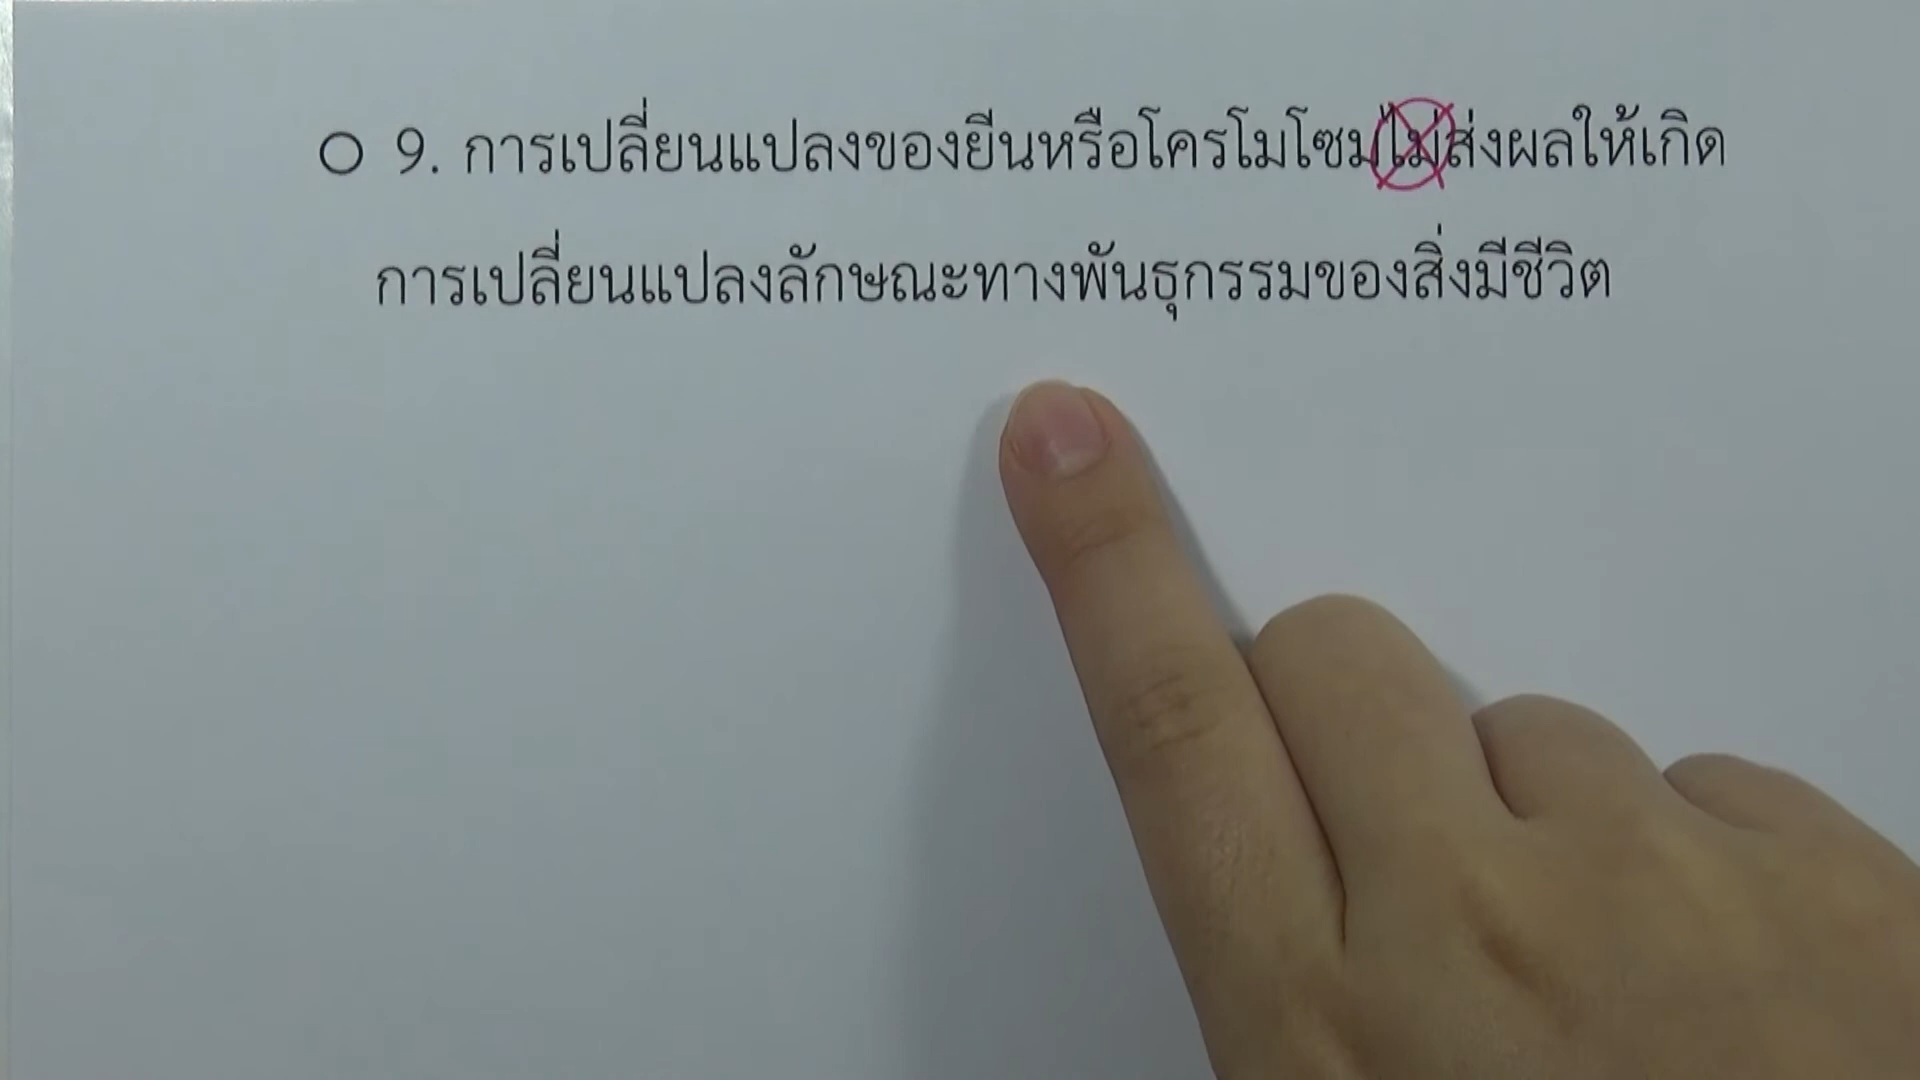 ○ 9. การเปลี่ยนแปลงของยีนหรือโครโมโซมไม่ส่งผลให้เกิด
การเปลี่ยนแปลงลักษณะทางพันธุกรรมของสิ่งมีชีวิต